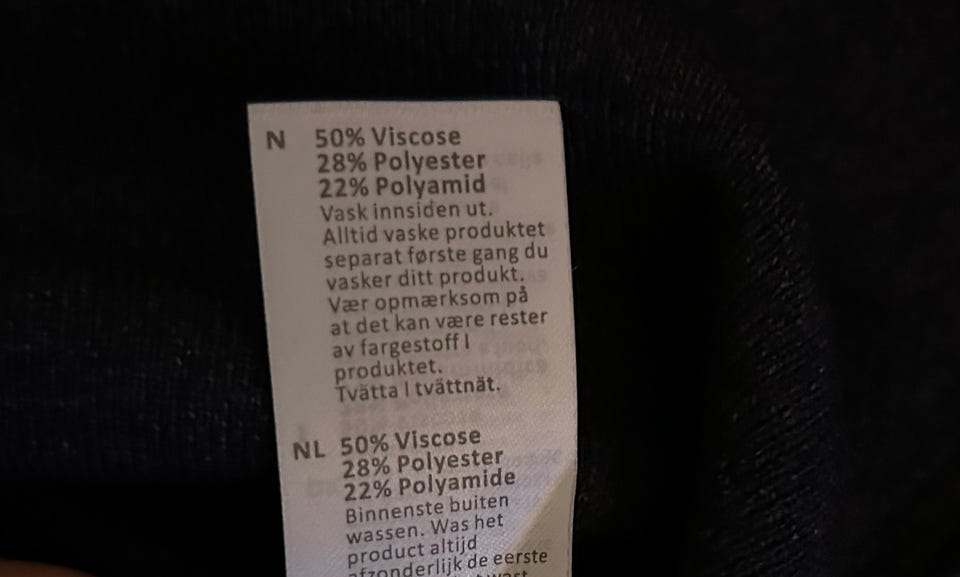 N 50% Viscose
28% Polyester
22% Polyamid
Vask innsiden ut.
Alltid vaske produktet
separat første gang du
vasker ditt produkt.
Vær opmærksom på
at det kan være rester
av fargestoff I
produktet.
Tvätta I tvättnät.
NL 50% Viscose
28% Polyester
22% Polyamide
Binnenste buiten
wassen. Was het
product altijd
afzonderlijk de eerste